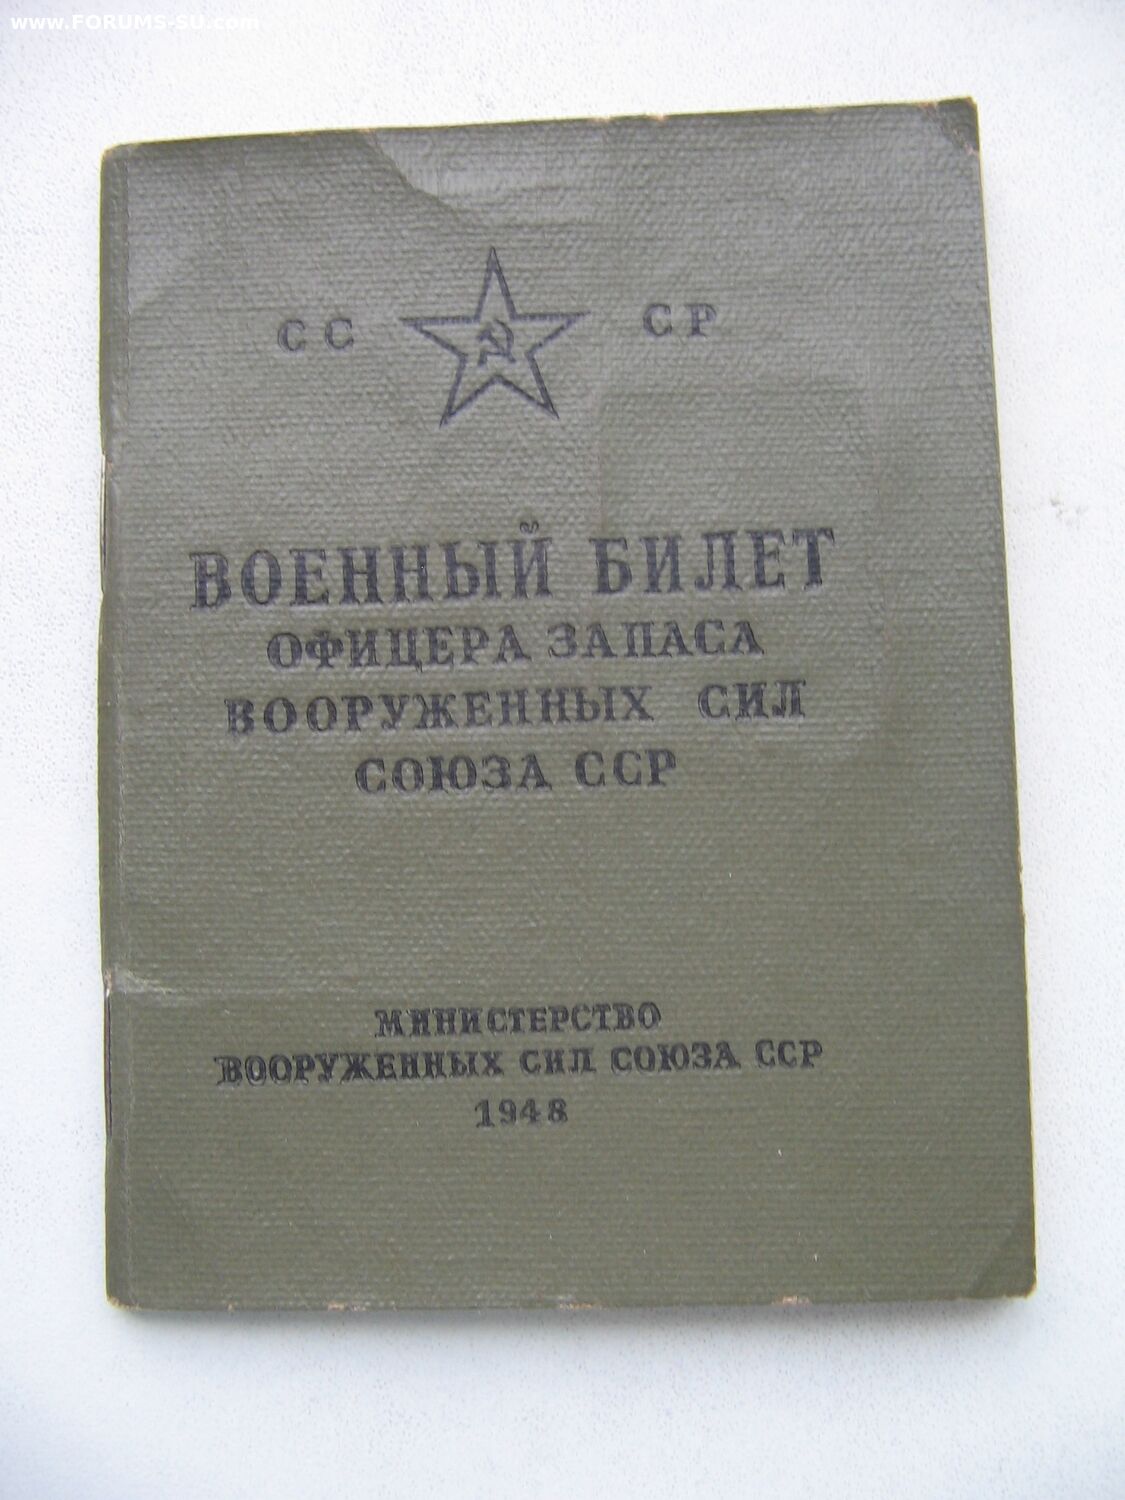 www.FORUMS-SU.com
СС СР
ВОЕННЫЙ БИЛЕТ
ОФИЦЕРА ЗАПАСА
ВООРУЖЕННЫХ СИЛ
СОЮЗА ССР
МИНИСТЕРСТВО
ВООРУЖЕННЫХ СИЛ СОЮЗА ССР
1948